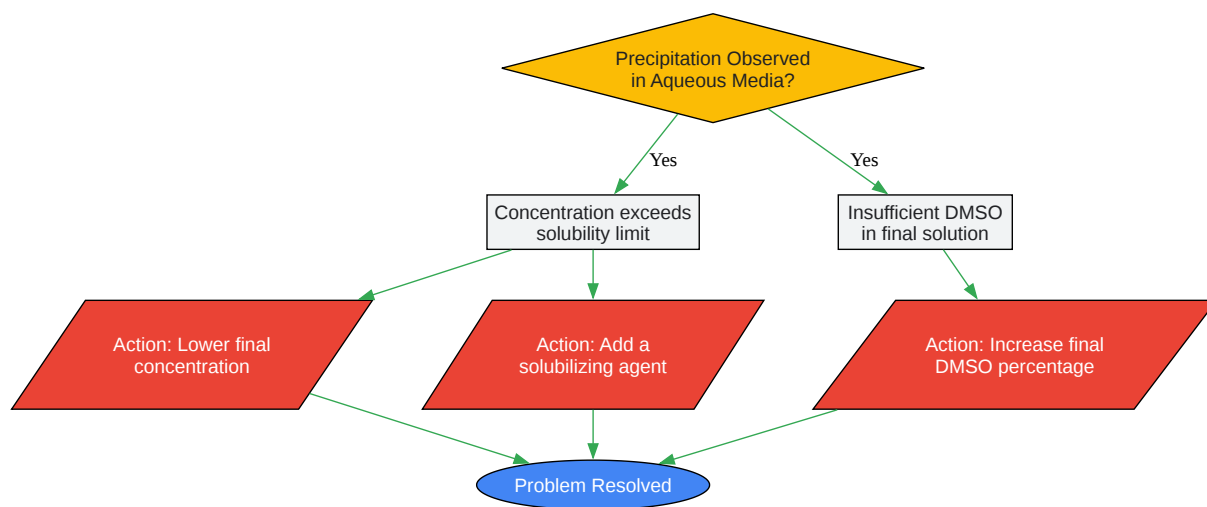 Precipitation Observed
in Aqueous Media?
Yes
Yes
Concentration exceeds
solubility limit
Insufficient DMSO
in final solution
Action: Lower final
concentration
Action: Add a
solubilizing agent
Action: Increase final
DMSO percentage
Problem Resolved